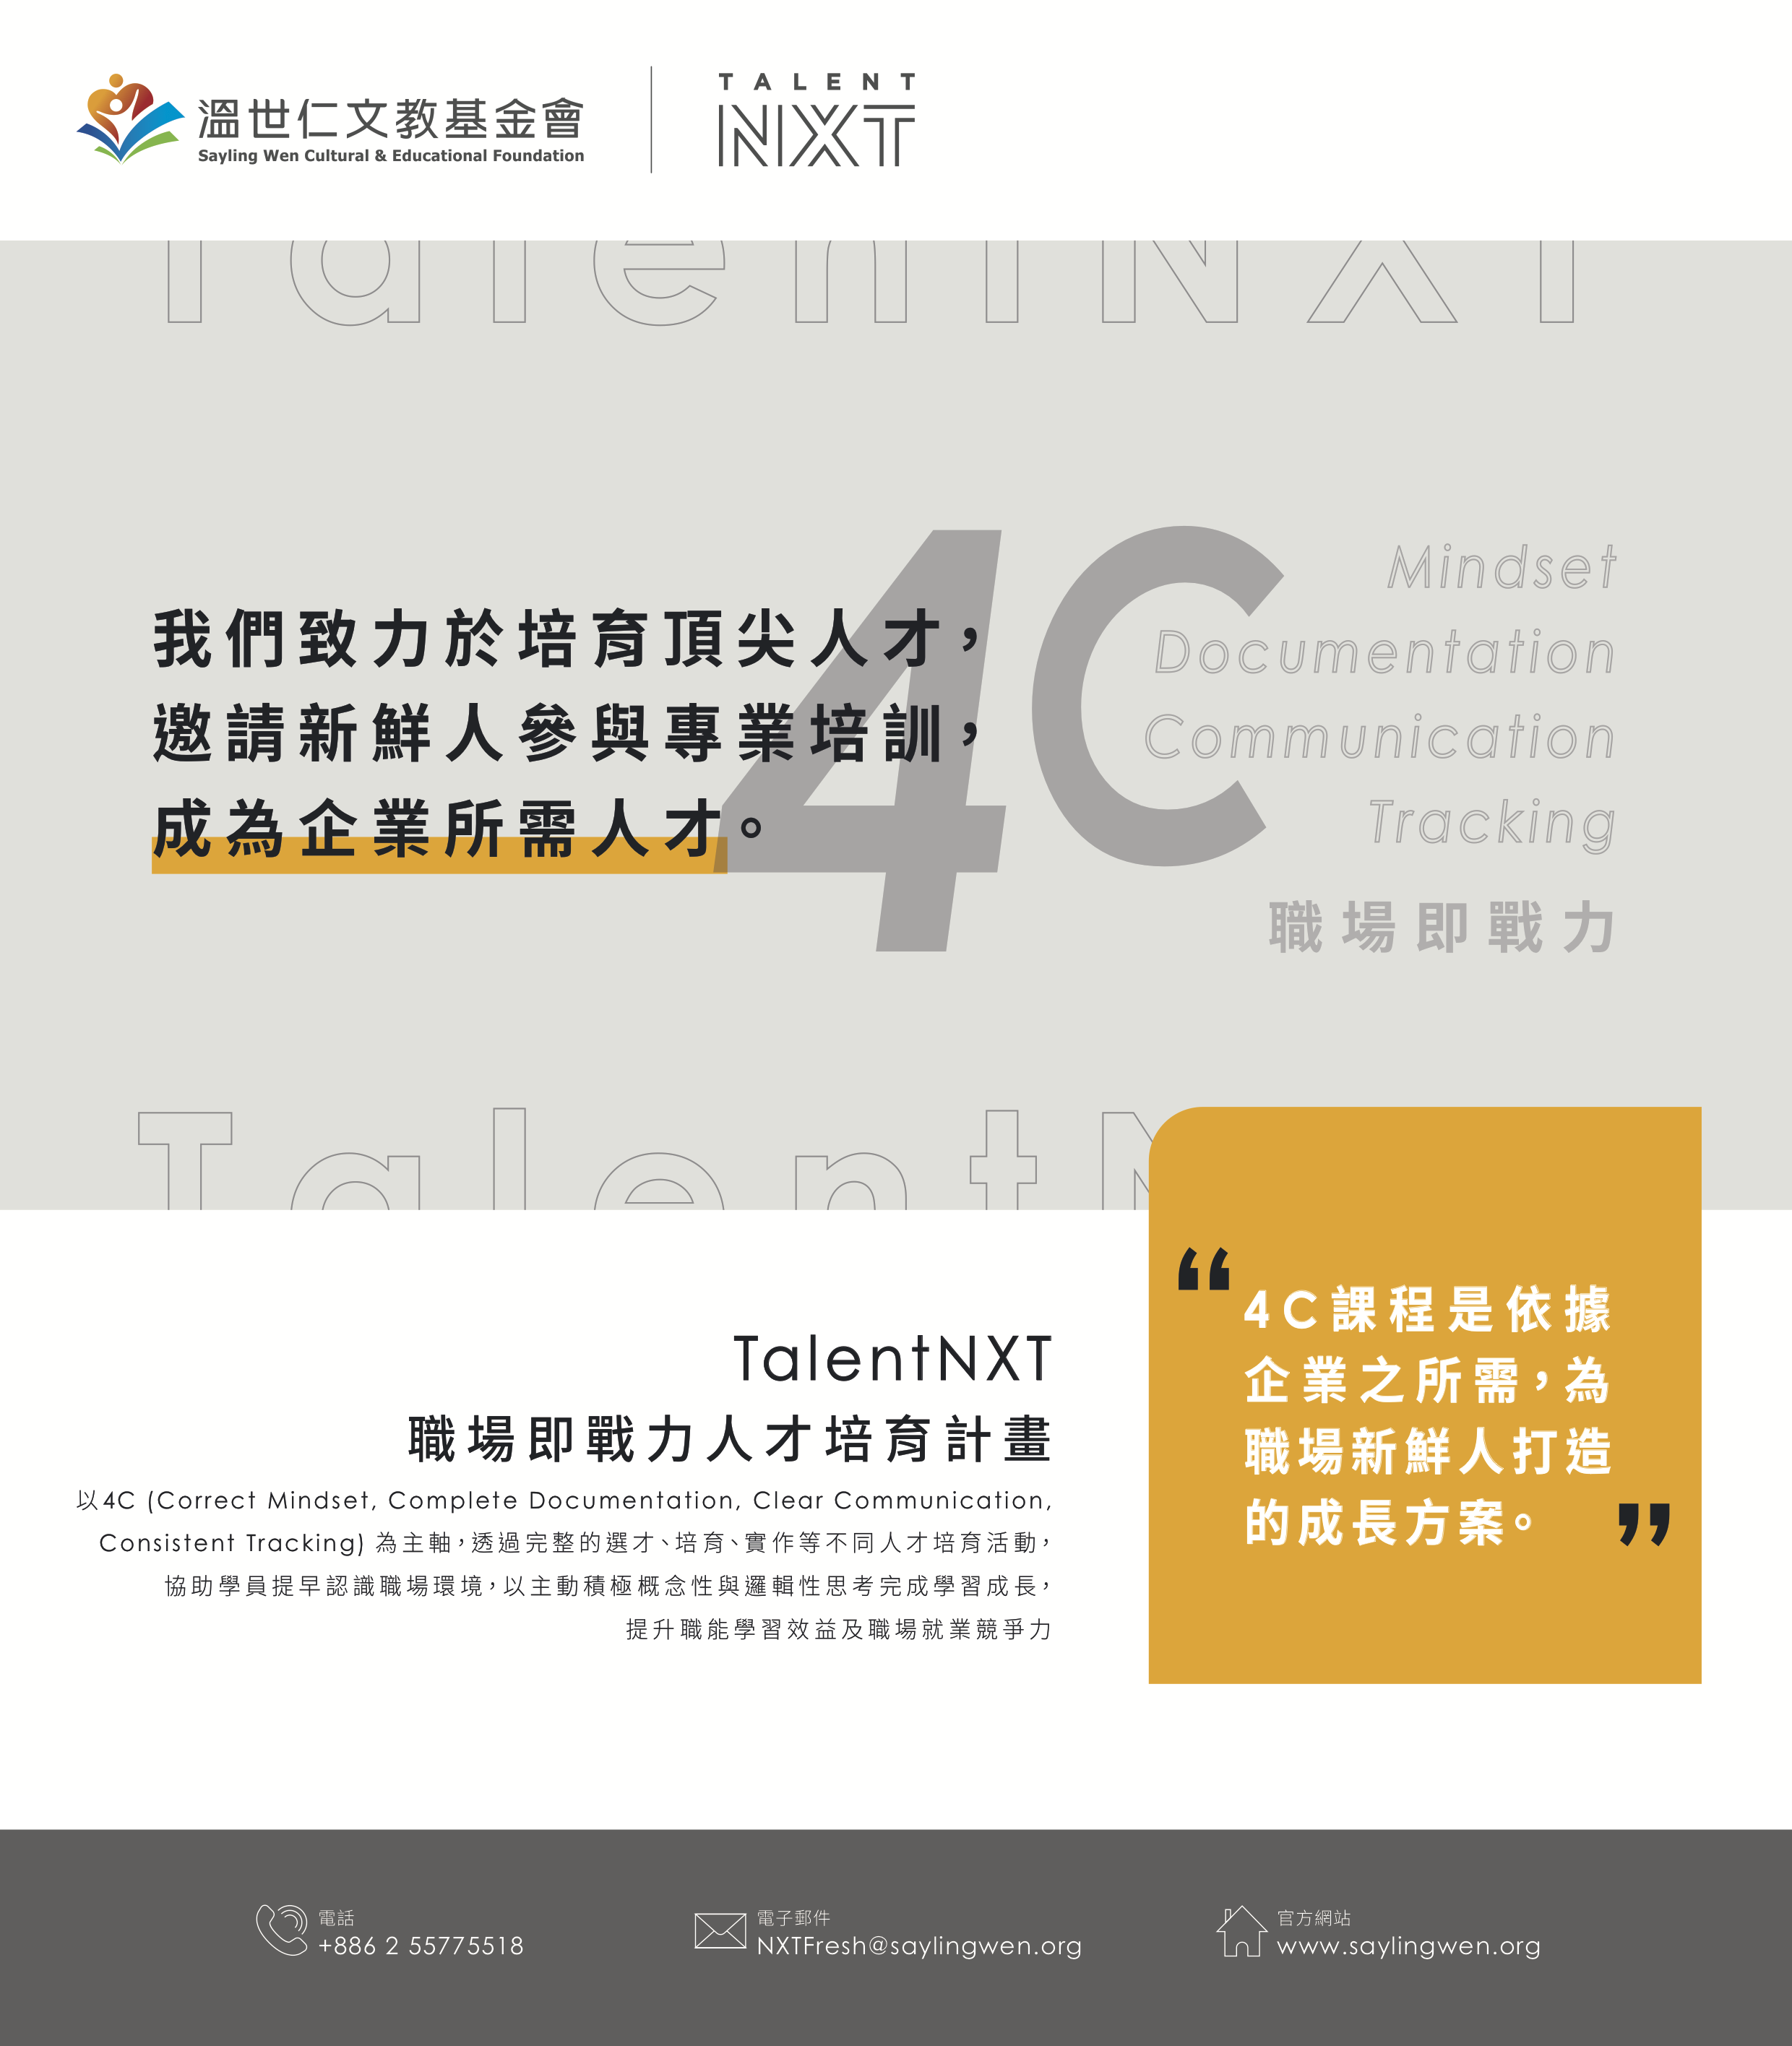 溫世仁文教基金會
Sayling Wen Cultural & Educational Foundation
TALENT
NXT
TalentNXT
4C
我們致力於培育頂尖人才，
邀請新鮮人參與專業培訓，
成為企業所需人才。
Mindset
Documentation
Communication
Tracking
職場即戰力
TalentN
TalentNXT
職場即戰力人才培育計畫
以4C (Correct Mindset, Complete Documentation, Clear Communication,
Consistent Tracking) 為主軸，透過完整的選才、培育、實作等不同人才培育活動，
協助學員提早認識職場環境，以主動積極概念性與邏輯性思考完成學習成長，
提升職能學習效益及職場就業競爭力
“4C課程是依據
企業之所需，為
職場新鮮人打造
的成長方案。”
電話
+886 2 55775518
電子郵件
NXTFresh@saylingwen.org
官方網站
www.saylingwen.org